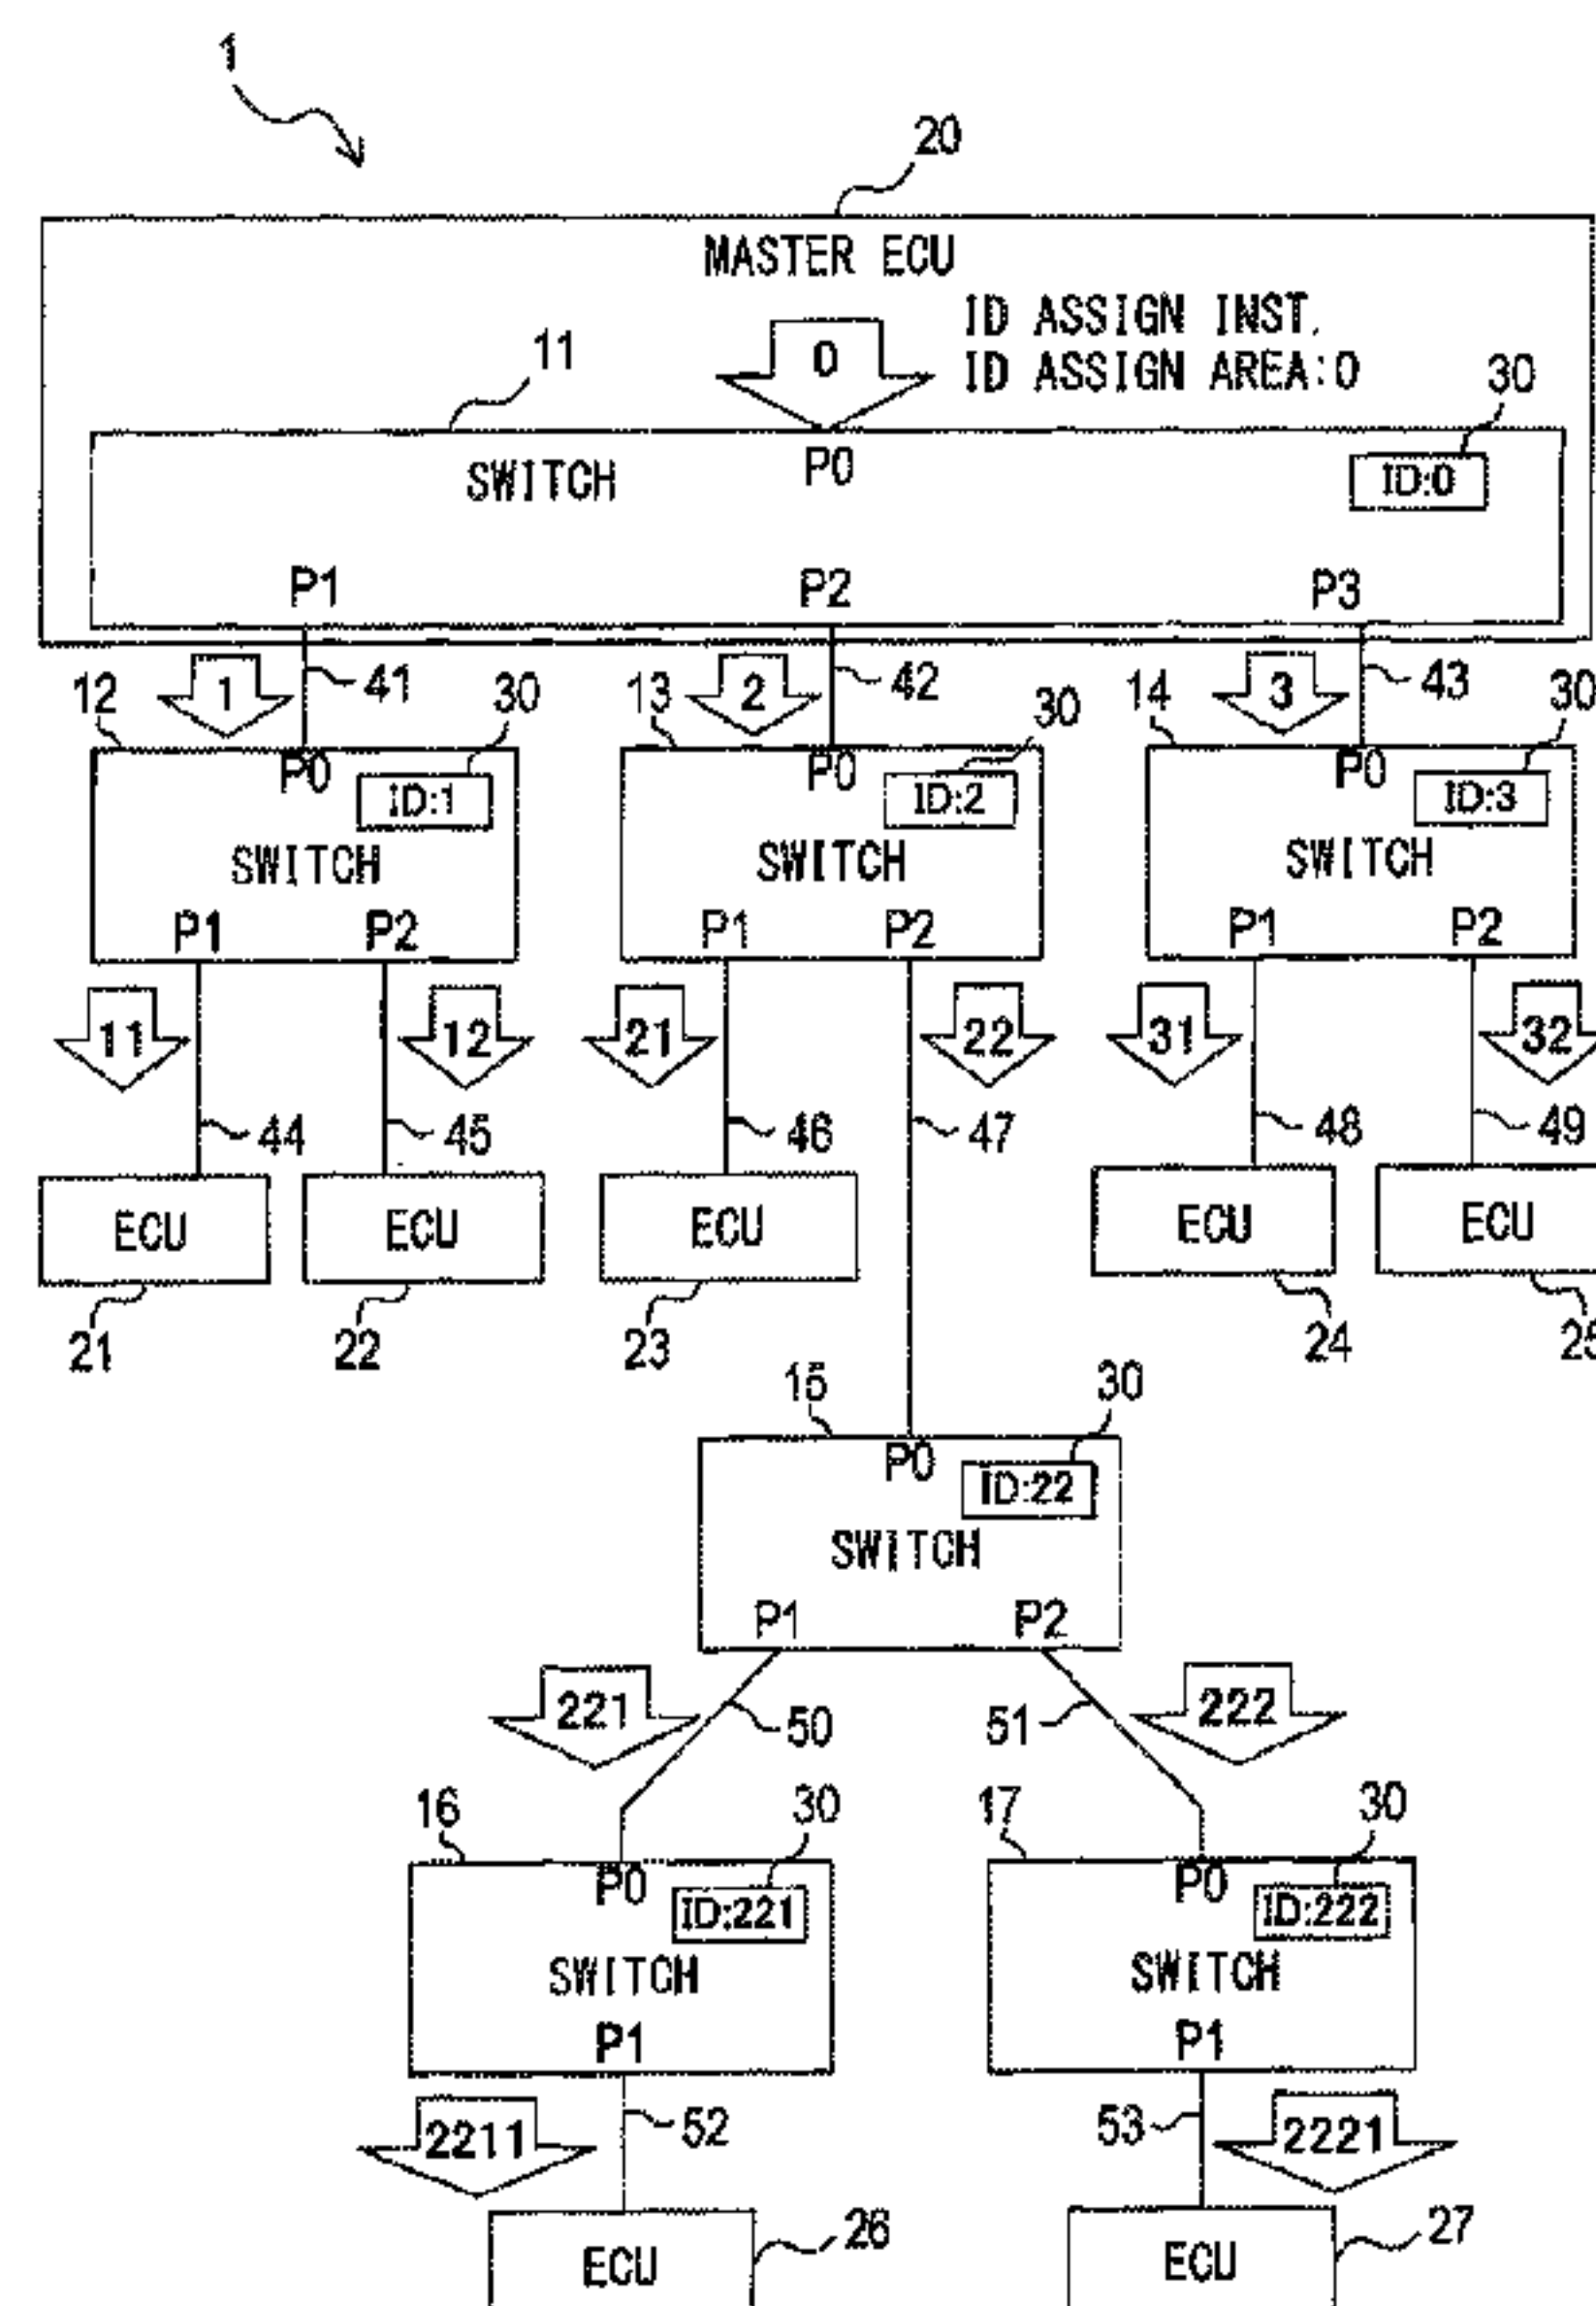 1
20
MASTER ECU
0
ID ASSIGN INST.
ID ASSIGN AREA:0
11
30
SWITCH
P0
ID:0
P1
P2
P3
12
1
41
30
13
2
42
30
14
3
43
30
P0
ID:1
SWITCH
P1
P2
P0
ID:2
SWITCH
P1
P2
P0
ID:3
SWITCH
P1
P2
11
12
21
22
31
32
44
45
46
47
48
49
ECU
ECU
ECU
ECU
ECU
21
22
23
24
25
15
30
P0
ID:22
SWITCH
P1
P2
221
50
51
222
16
30
17
30
P0
ID:221
SWITCH
P1
P0
ID:222
SWITCH
P1
2211
52
53
2221
ECU
26
ECU
27